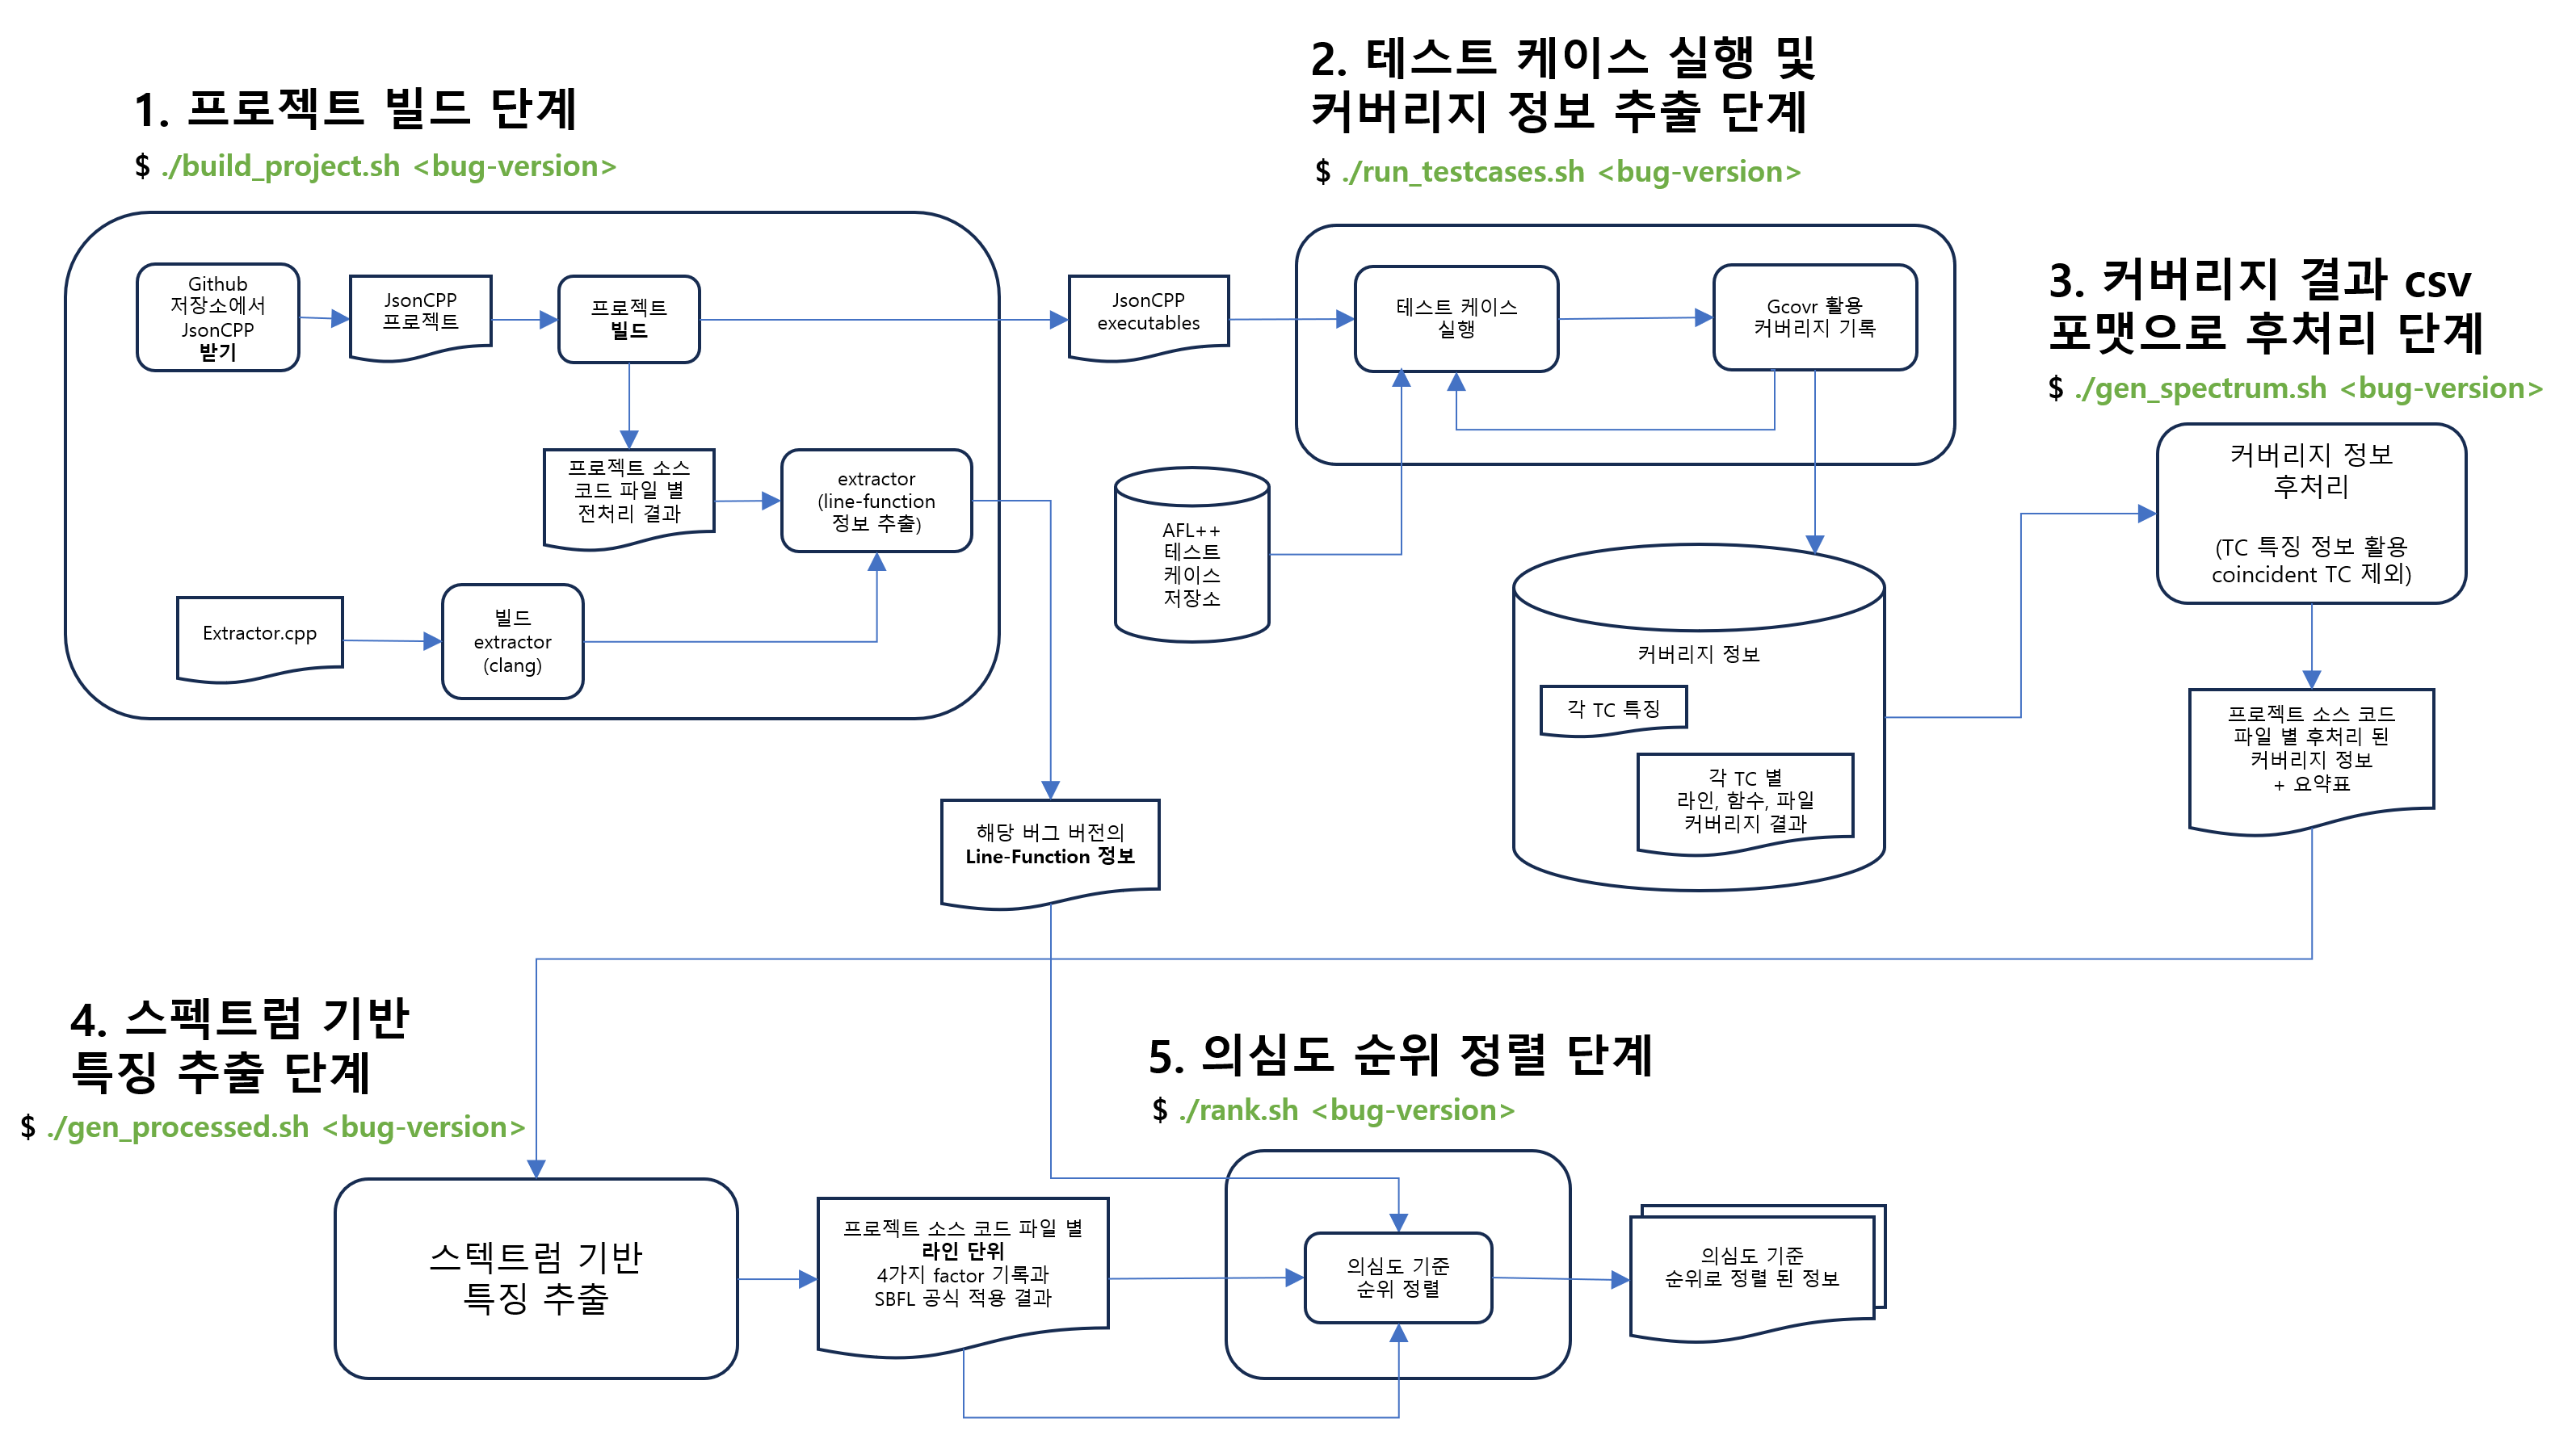 1. 프로젝트 빌드 단계
$ ./build_project.sh <bug-version>
Github
저장소에서
JsonCPP
받기
JsonCPP
프로젝트
프로젝트
빌드
프로젝트 소스
코드 파일 별
전처리 결과
extractor
(line-function
정보 추출)
Extractor.cpp
빌드
extractor
(clang)
JsonCPP
executables
2. 테스트 케이스 실행 및
커버리지 정보 추출 단계
$ ./run_testcases.sh <bug-version>
테스트 케이스
실행
Gcovr 활용
커버리지 기록
AFL++
테스트
케이스
저장소
커버리지 정보
각 TC 특징
각 TC 별
라인, 함수, 파일
커버리지 결과
3. 커버리지 결과 csv
포맷으로 후처리 단계
$ ./gen_spectrum.sh <bug-version>
커버리지 정보
후처리
(TC 특징 정보 활용
coincident TC 제외)
프로젝트 소스 코드
파일 별 후처리 된
커버리지 정보
+ 요약표
해당 버그 버전의
Line-Function 정보
4. 스펙트럼 기반
특징 추출 단계
$ ./gen_processed.sh <bug-version>
스텍트럼 기반
특징 추출
프로젝트 소스 코드 파일 별
라인 단위
4가지 factor 기록과
SBFL 공식 적용 결과
5. 의심도 순위 정렬 단계
$ ./rank.sh <bug-version>
의심도 기준
순위 정렬
의심도 기준
순위로 정렬 된 정보